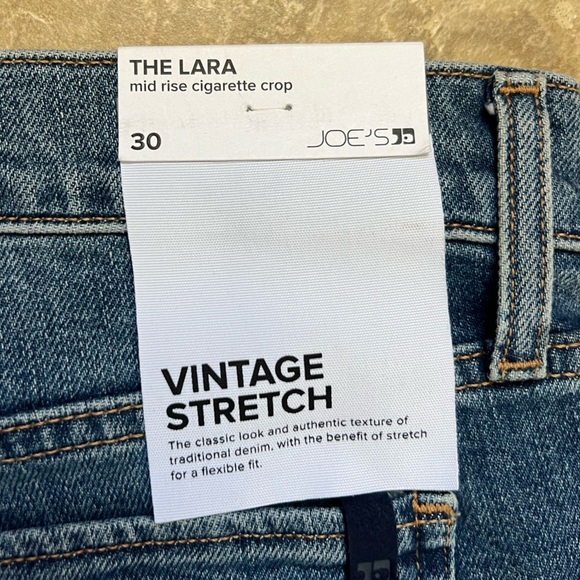 THE LARA
mid rise cigarette crop
30
JOE'S
VINTAGE
STRETCH
The classic look and authentic texture of
traditional denim, with the benefit of stretch
for a flexible fit.